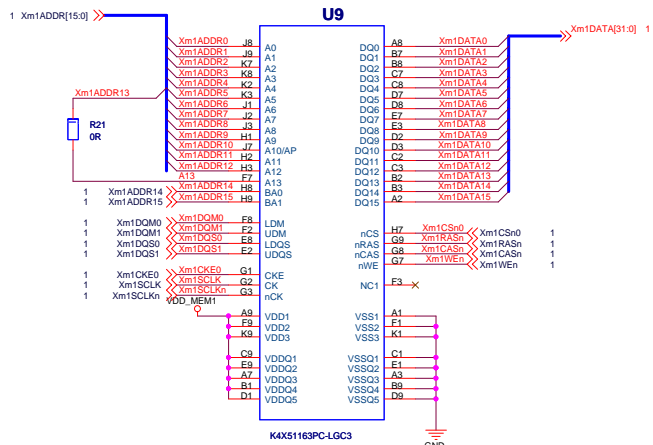 U9
1 Xm1ADDR[15:0]
Xm1DATA[31:0] 1
Xm1ADDR0 J8 A0 DQ0 A8 Xm1DATA0
Xm1ADDR1 J9 A1 DQ1 B7 Xm1DATA1
Xm1ADDR2 K7 A2 DQ2 B8 Xm1DATA2
Xm1ADDR3 K8 A3 DQ3 C7 Xm1DATA3
Xm1ADDR4 K2 A4 DQ4 C8 Xm1DATA4
Xm1ADDR5 K3 A5 DQ5 D7 Xm1DATA5
Xm1ADDR13
Xm1ADDR6 J1 A6 DQ6 D8 Xm1DATA6
Xm1ADDR7 J2 A7 DQ7 E7 Xm1DATA7
R21
Xm1ADDR8 J3 A8 DQ8 E3 Xm1DATA8
0R
Xm1ADDR9 H1 A9 DQ9 D2 Xm1DATA9
Xm1ADDR10 J7 A10/AP DQ10 D3 Xm1DATA10
Xm1ADDR11 H2 A11 DQ11 C2 Xm1DATA11
Xm1ADDR12 H3 A12 DQ12 C3 Xm1DATA12
A13 F7 A13 DQ13 B2 Xm1DATA13
1 Xm1ADDR14 Xm1ADDR14 H8 BA0 DQ14 B3 Xm1DATA14
1 Xm1ADDR15 Xm1ADDR15 H9 BA1 DQ15 A2 Xm1DATA15
1 Xm1DQM0 Xm1DQM0 F8 LDM nCS H7 Xm1CSn0 Xm1CSn0 1
1 Xm1DQM1 Xm1DQM1 F2 UDM nRAS G9 Xm1RASn Xm1RASn 1
1 Xm1DQS0 Xm1DQS0 E8 LDQS nCAS G8 Xm1CASn Xm1CASn 1
1 Xm1DQS1 Xm1DQS1 E2 UDQS nWE G7 Xm1WEn Xm1WEn 1
1 Xm1CKE0 Xm1CKE0 G1 CKE NC1 F3
1 Xm1SCLK Xm1SCLK G2 CK
1 Xm1SCLKn Xm1SCLKn G3 nCK
VDD_MEM1
A9 VDD1 VSS1 A1
F9 VDD2 VSS2 F1
K9 VDD3 VSS3 K1
C9 VDDQ1 VSSQ1 C1
E9 VDDQ2 VSSQ2 E1
A7 VDDQ3 VSSQ3 A3
B1 VDDQ4 VSSQ4 B9
D1 VDDQ5 VSSQ5 D9
K4X51163PC-LGC3
GND